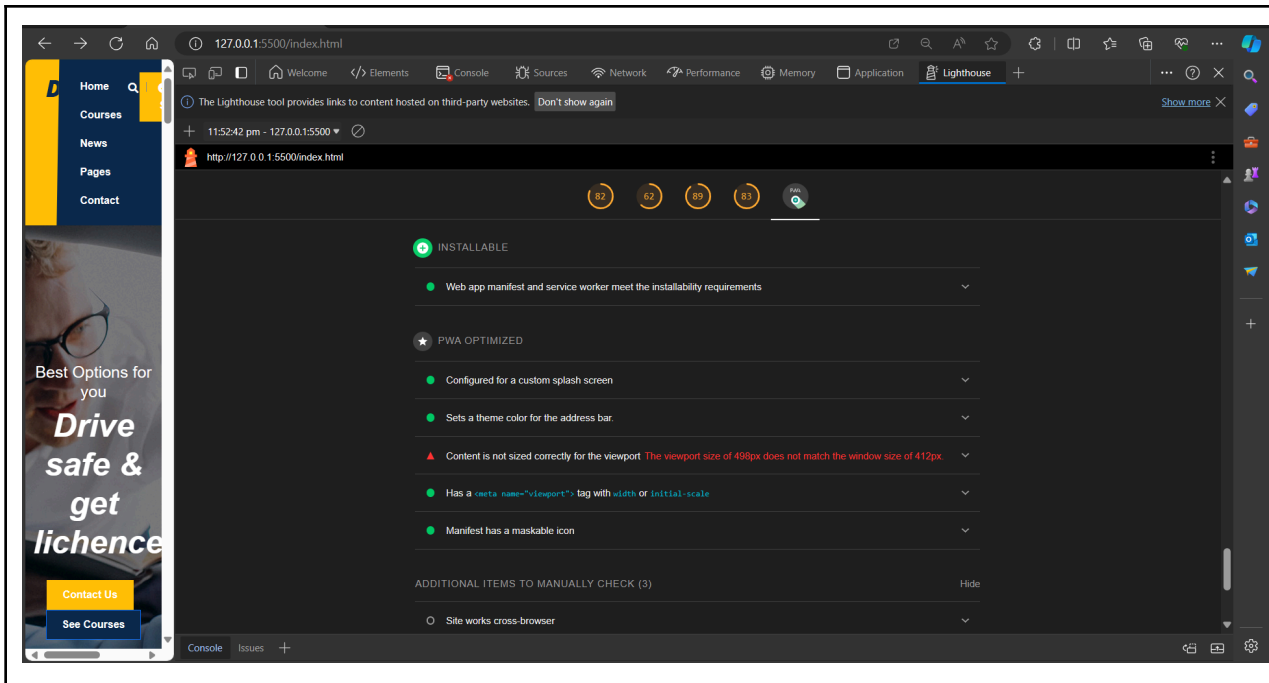 127.0.0.1:5500/index.html
Welcome </> Elements Console Sources Network Performance Memory Application Lighthouse
The Lighthouse tool provides links to content hosted on third-party websites. Don't show again Show more
11:52:42 pm - 127.0.0.1:5500
http://127.0.0.1:5500/index.html
82 62 89 83 PWA
INSTALLABLE
Web app manifest and service worker meet the installability requirements
PWA OPTIMIZED
Configured for a custom splash screen
Sets a theme color for the address bar.
Content is not sized correctly for the viewport The viewport size of 498px does not match the window size of 412px.
Has a <meta name="viewport"> tag with width or initial-scale
Manifest has a maskable icon
ADDITIONAL ITEMS TO MANUALLY CHECK (3) Hide
Site works cross-browser
Console Issues
D
Home
Courses
News
Pages
Contact
Best Options for
you
Drive
safe &
get
lichence
Contact Us
See Courses